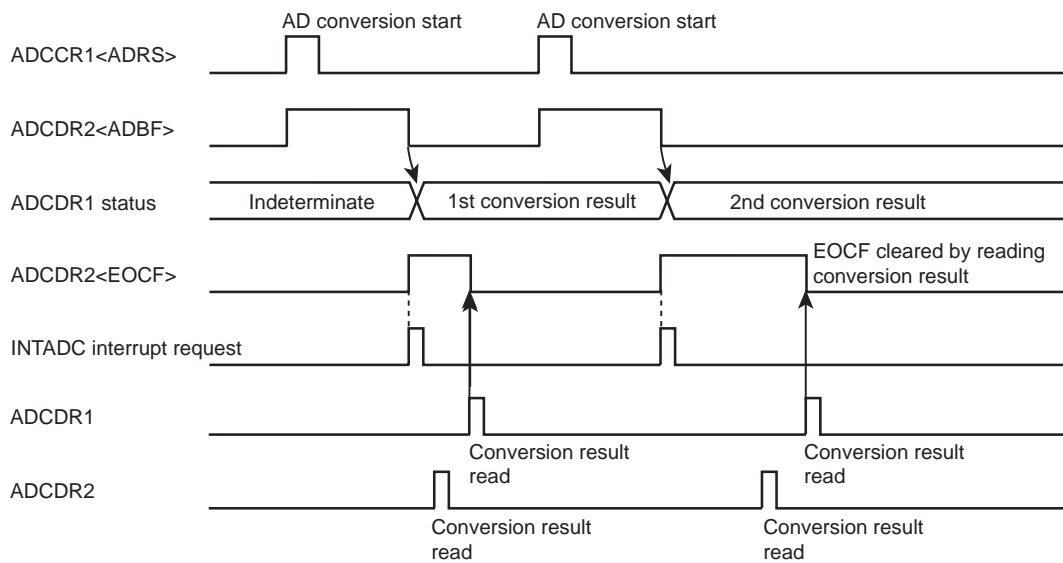 AD conversion start
AD conversion start
ADCCR1<ADRS>
ADCDR2<ADBF>
ADCDR1 status
Indeterminate
1st conversion result
2nd conversion result
ADCDR2<EOCF>
EOCF cleared by reading
conversion result
INTADC interrupt request
ADCDR1
Conversion result
read
Conversion result
read
ADCDR2
Conversion result
read
Conversion result
read